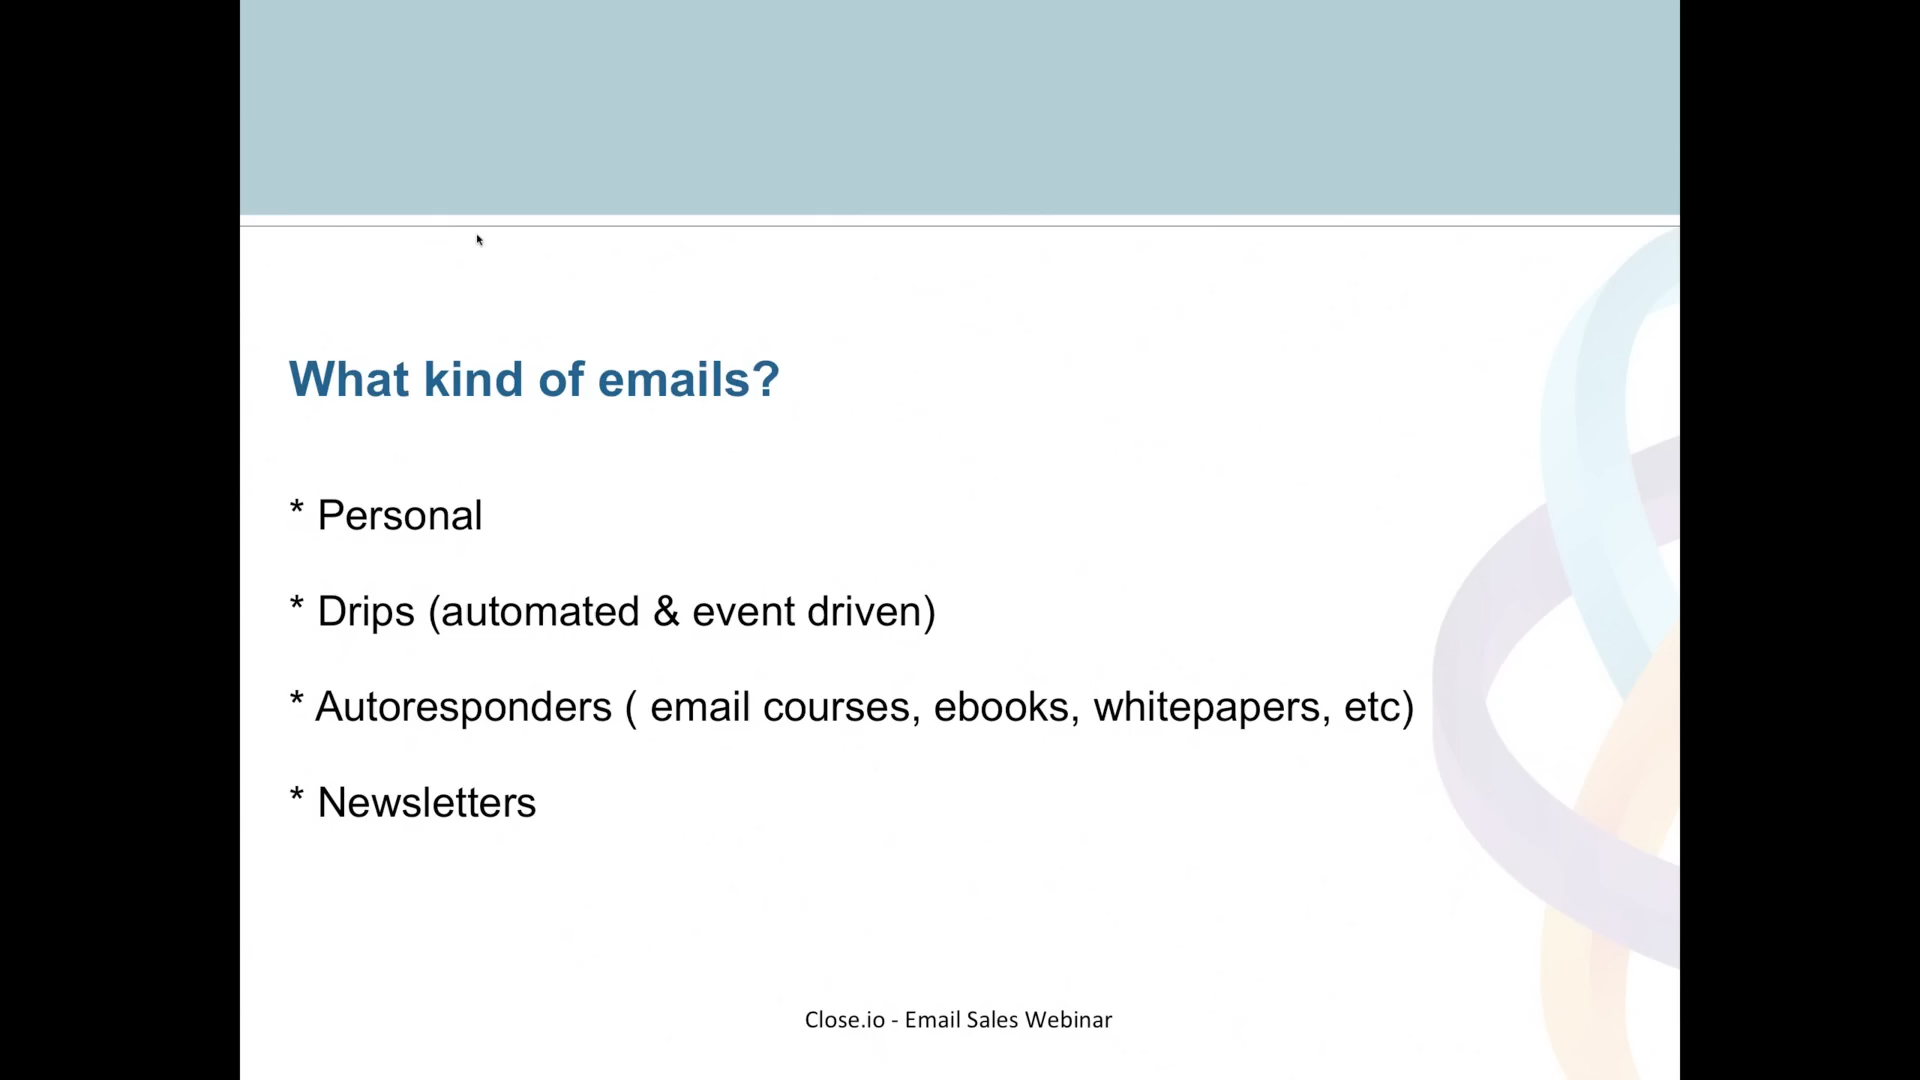 What kind of emails?
* Personal
* Drips (automated & event driven)
* Autoresponders ( email courses, ebooks, whitepapers, etc)
* Newsletters
Close.io - Email Sales Webinar